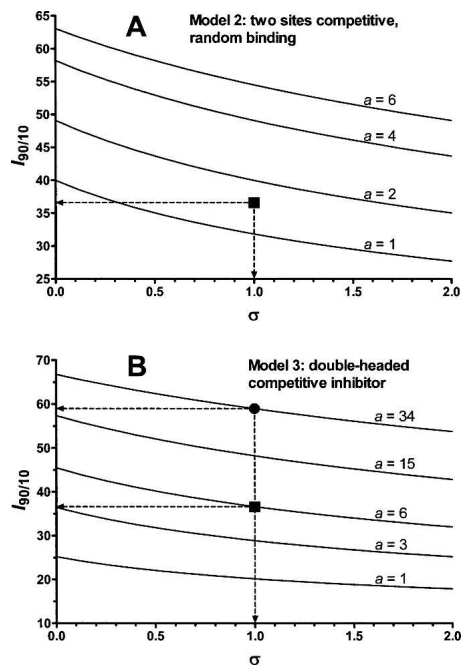 A
Model 2: two sites competitive,
random binding
65
60
55
50
45
40
35
30
25
I90/10
a = 6
a = 4
a = 2
a = 1
0.0 0.5 1.0 1.5 2.0
σ
B
Model 3: double-headed
competitive inhibitor
70
60
50
40
30
20
10
I90/10
a = 34
a = 15
a = 6
a = 3
a = 1
0.0 0.5 1.0 1.5 2.0
σ